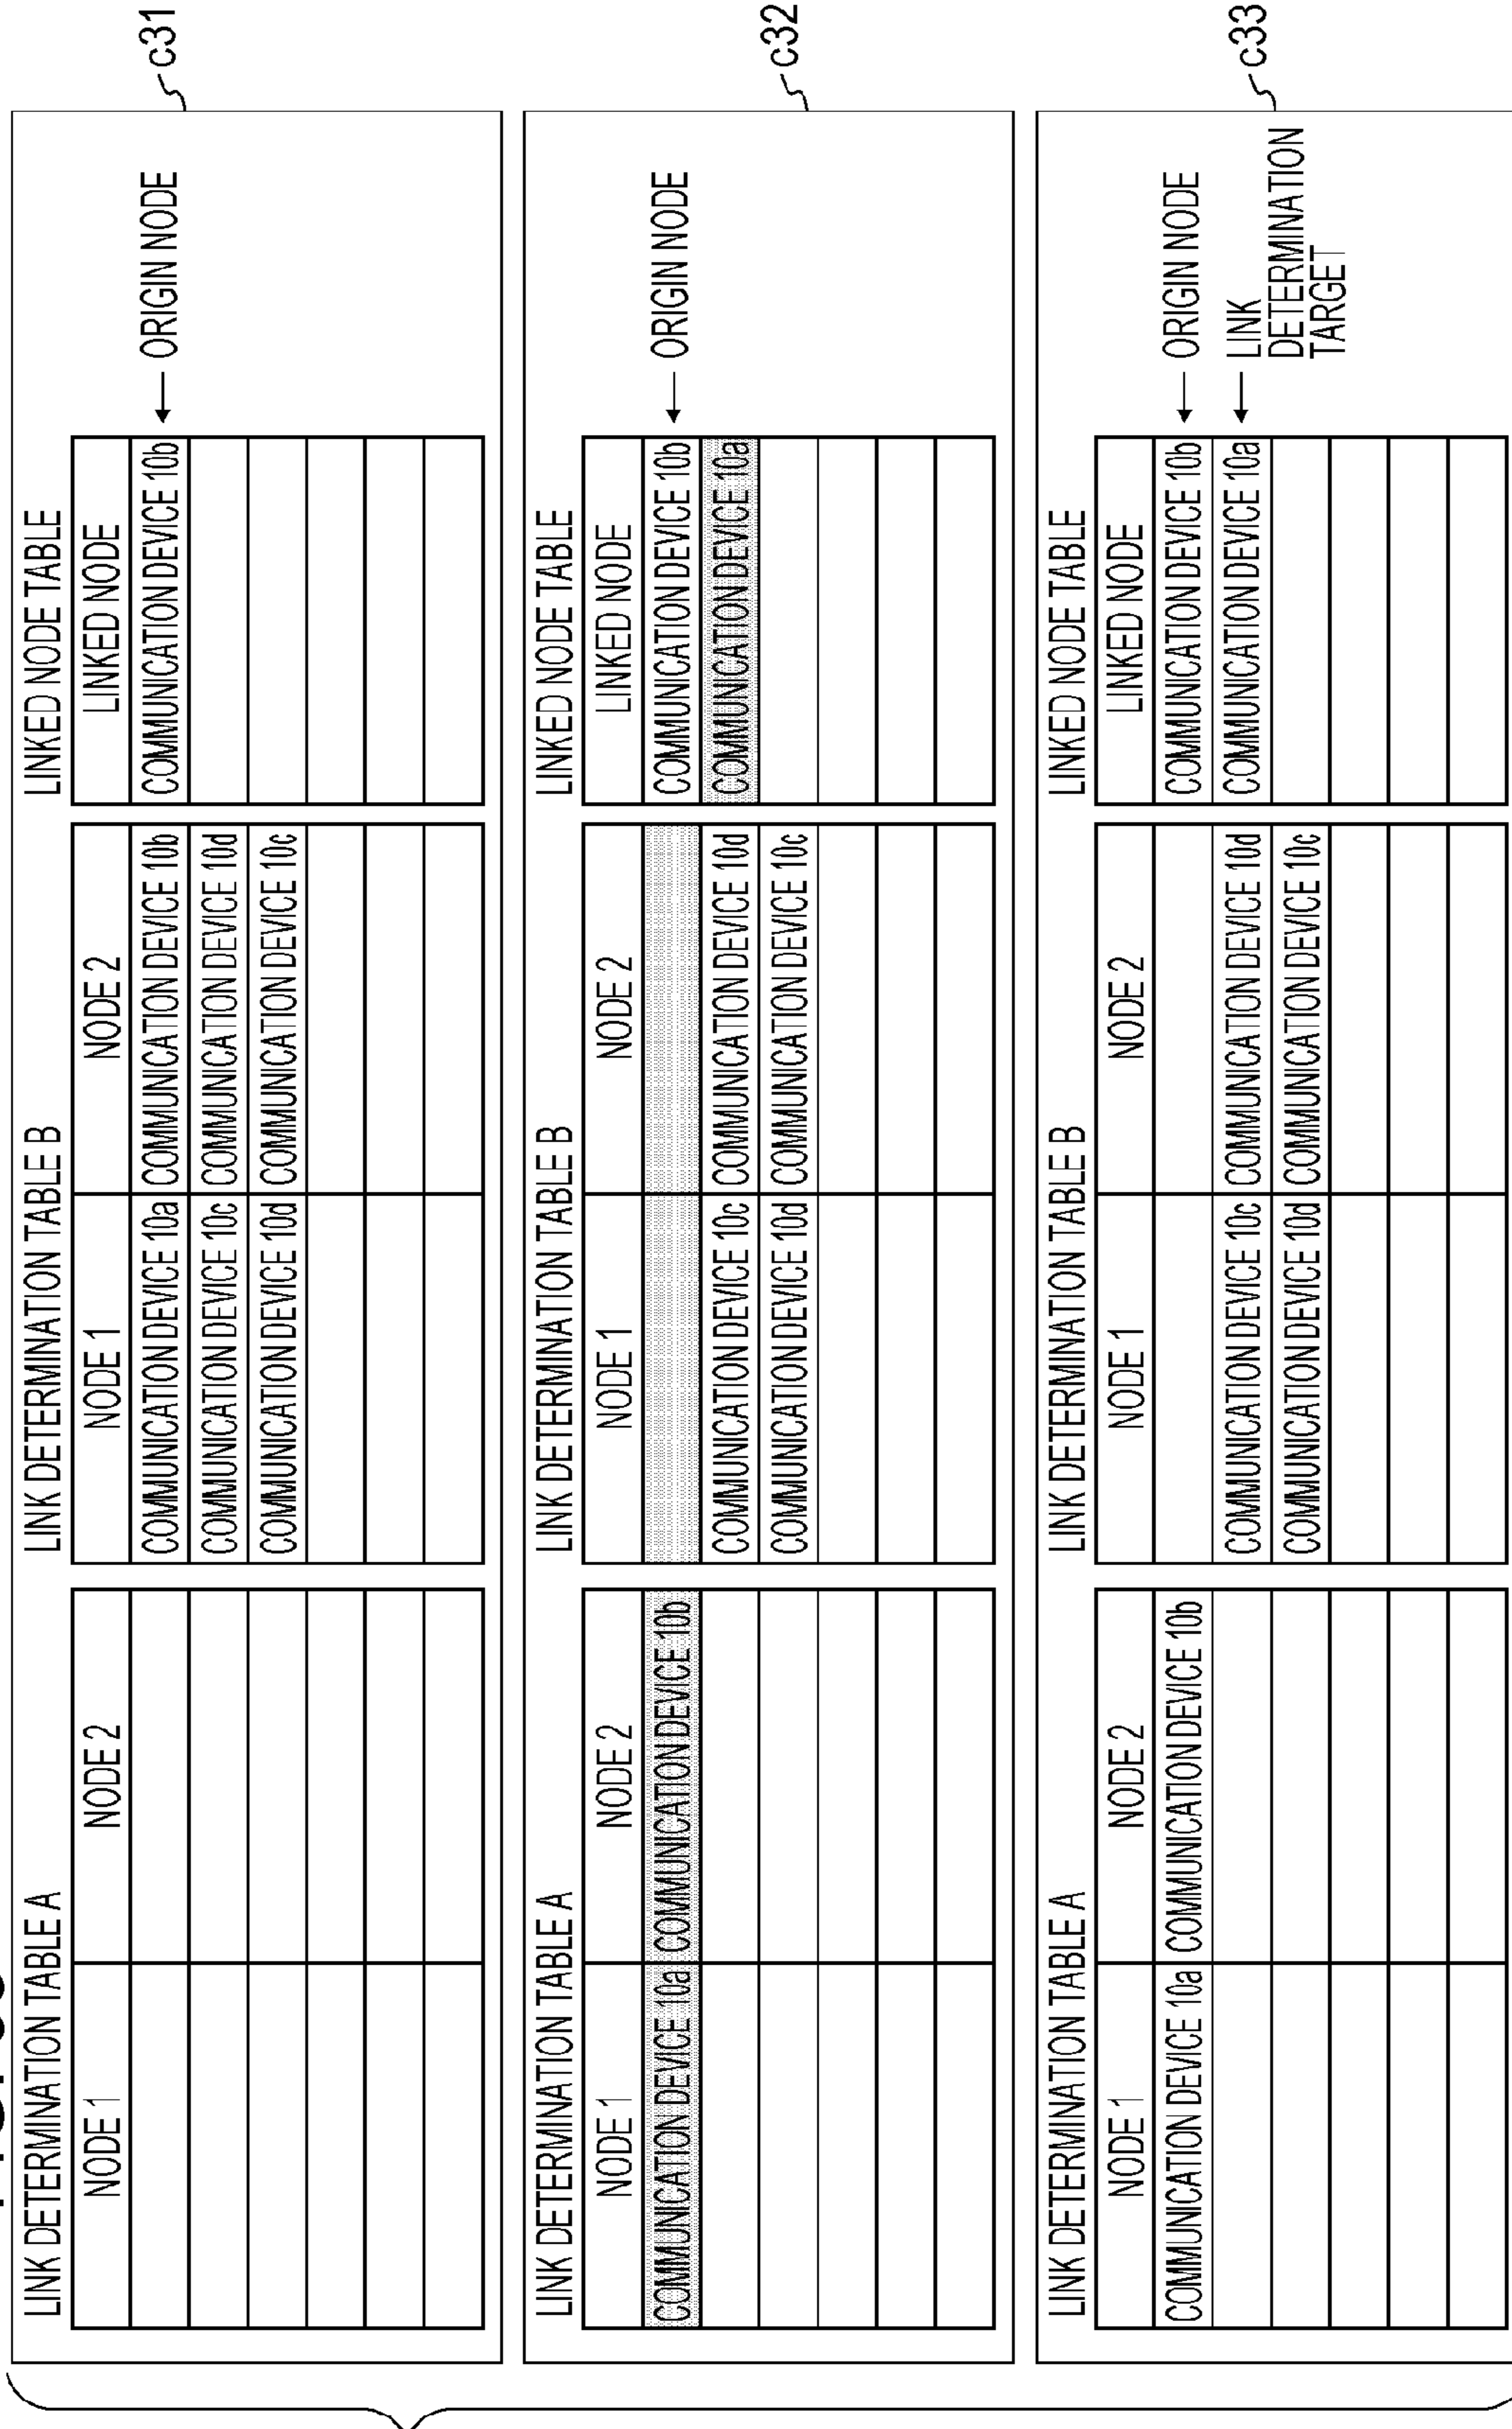 LINK DETERMINATION TABLE A
NODE 1 NODE 2
LINK DETERMINATION TABLE B
NODE 1 NODE 2
COMMUNICATION DEVICE 10a COMMUNICATION DEVICE 10b
COMMUNICATION DEVICE 10c COMMUNICATION DEVICE 10d
COMMUNICATION DEVICE 10d COMMUNICATION DEVICE 10c
LINKED NODE TABLE
LINKED NODE
COMMUNICATION DEVICE 10b
ORIGIN NODE
c31
LINK DETERMINATION TABLE A
NODE 1 NODE 2
COMMUNICATION DEVICE 10a COMMUNICATION DEVICE 10b
LINK DETERMINATION TABLE B
NODE 1 NODE 2
COMMUNICATION DEVICE 10c COMMUNICATION DEVICE 10d
COMMUNICATION DEVICE 10d COMMUNICATION DEVICE 10c
LINKED NODE TABLE
LINKED NODE
COMMUNICATION DEVICE 10b
COMMUNICATION DEVICE 10a
ORIGIN NODE
c32
LINK DETERMINATION TABLE A
NODE 1 NODE 2
COMMUNICATION DEVICE 10a COMMUNICATION DEVICE 10b
LINK DETERMINATION TABLE B
NODE 1 NODE 2
COMMUNICATION DEVICE 10c COMMUNICATION DEVICE 10d
COMMUNICATION DEVICE 10d COMMUNICATION DEVICE 10c
LINKED NODE TABLE
LINKED NODE
COMMUNICATION DEVICE 10b
COMMUNICATION DEVICE 10a
ORIGIN NODE
LINK
DETERMINATION
TARGET
c33